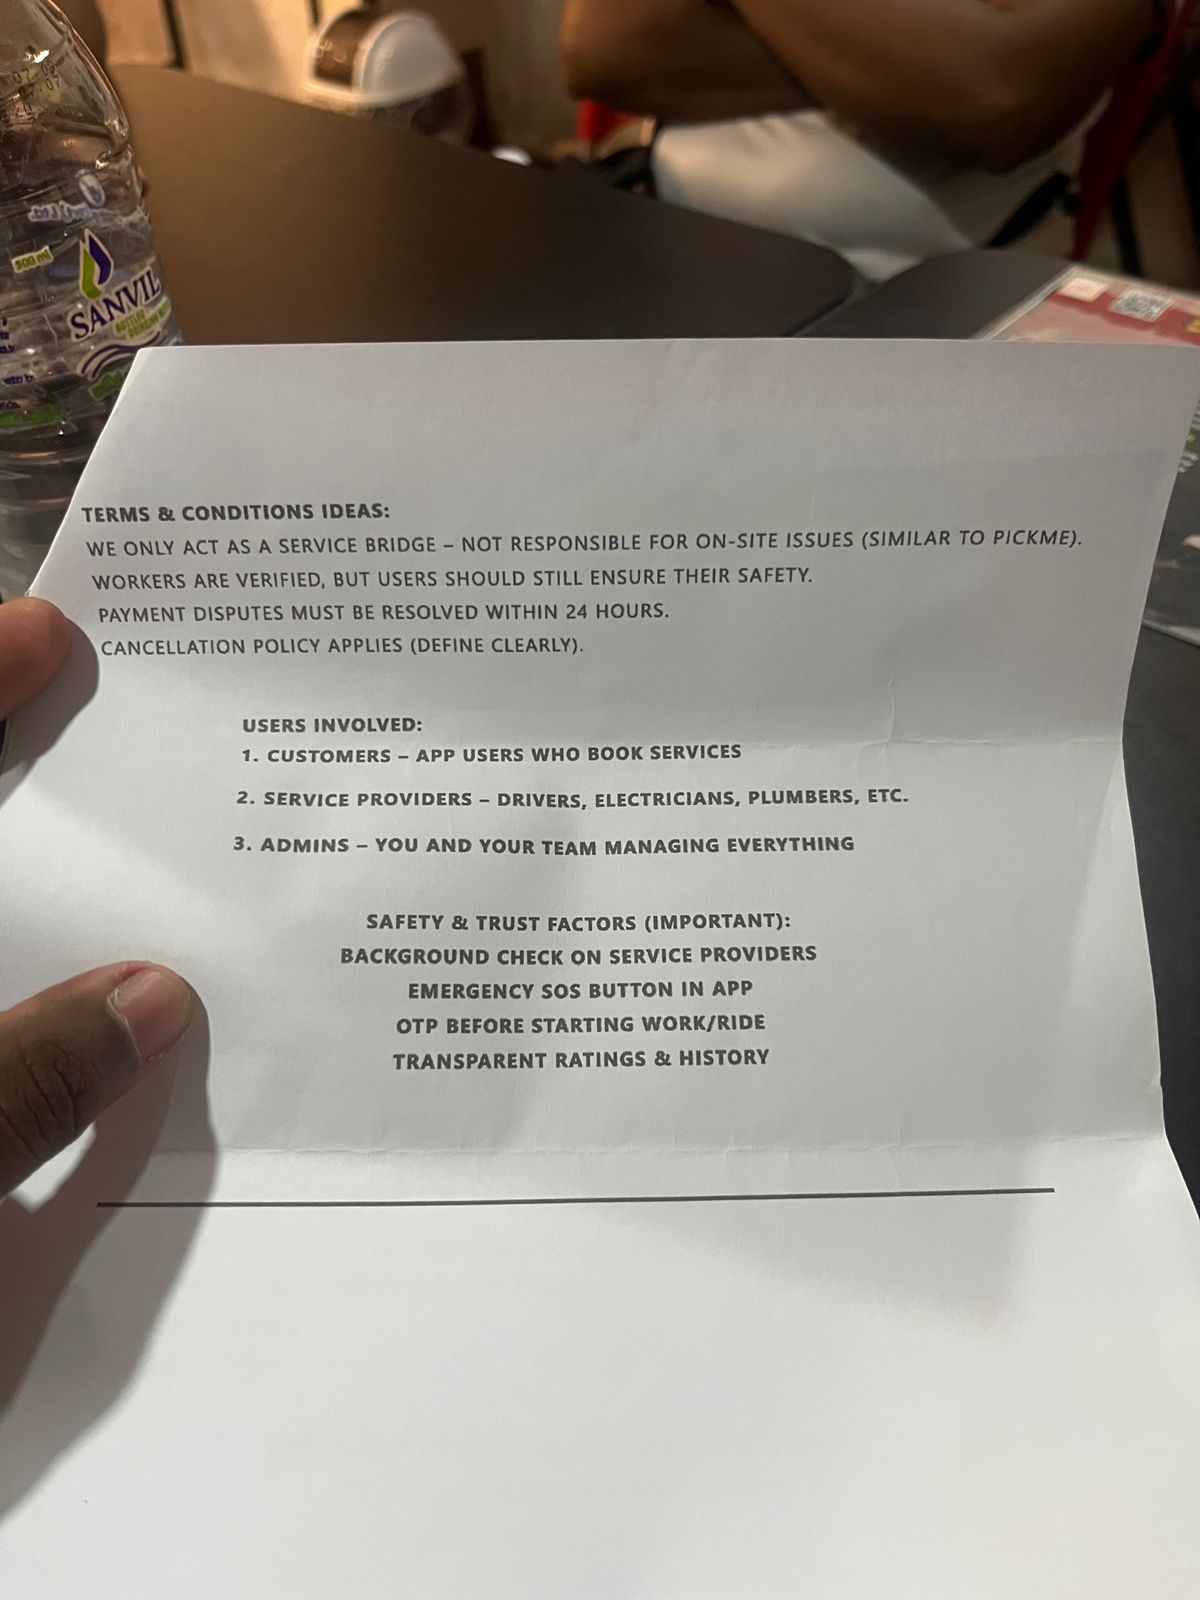 500 ml
SANVIL
TERMS & CONDITIONS IDEAS:
WE ONLY ACT AS A SERVICE BRIDGE – NOT RESPONSIBLE FOR ON-SITE ISSUES (SIMILAR TO PICKME).
WORKERS ARE VERIFIED, BUT USERS SHOULD STILL ENSURE THEIR SAFETY.
PAYMENT DISPUTES MUST BE RESOLVED WITHIN 24 HOURS.
CANCELLATION POLICY APPLIES (DEFINE CLEARLY).
USERS INVOLVED:
1. CUSTOMERS – APP USERS WHO BOOK SERVICES
2. SERVICE PROVIDERS – DRIVERS, ELECTRICIANS, PLUMBERS, ETC.
3. ADMINS – YOU AND YOUR TEAM MANAGING EVERYTHING
SAFETY & TRUST FACTORS (IMPORTANT):
BACKGROUND CHECK ON SERVICE PROVIDERS
EMERGENCY SOS BUTTON IN APP
OTP BEFORE STARTING WORK/RIDE
TRANSPARENT RATINGS & HISTORY